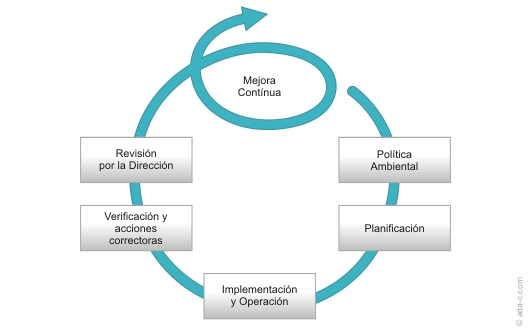 Mejora
Contínua
Revisión
por la Dirección
Política
Ambiental
Verificación y
acciones
correctoras
Planificación
Implementación
y Operación
© ada-c.com